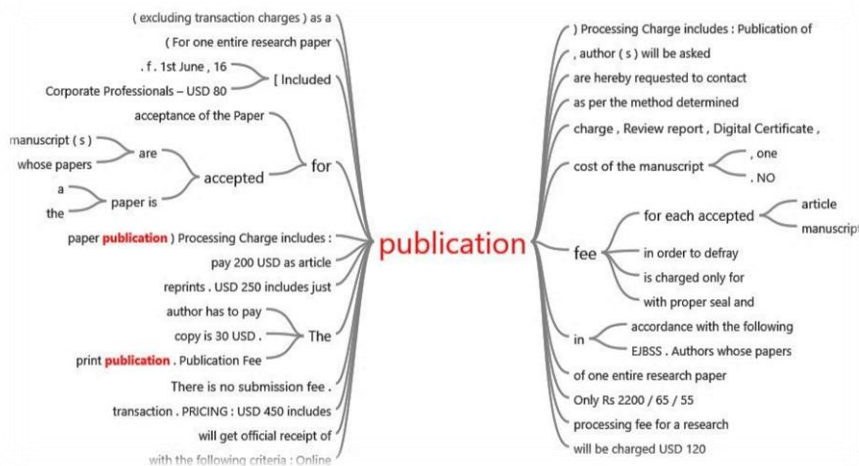 ( excluding transaction charges ) as a
( For one entire research paper
. f . 1st June , 16
Corporate Professionals – USD 80
[ Included
acceptance of the Paper
manuscript ( s )
whose papers
are
a
the
paper is
accepted
for
paper publication ) Processing Charge includes :
pay 200 USD as article
reprints . USD 250 includes just
author has to pay
copy is 30 USD .
print publication . Publication Fee
The
There is no submission fee .
transaction . PRICING : USD 450 includes
will get official receipt of
with the following criteria : Online
publication
) Processing Charge includes : Publication of
, author ( s ) will be asked
are hereby requested to contact
as per the method determined
charge , Review report , Digital Certificate ,
cost of the manuscript
, one
. NO
fee
for each accepted
article
manuscript
in order to defray
is charged only for
with proper seal and
in
accordance with the following
EJBSS . Authors whose papers
of one entire research paper
Only Rs 2200 / 65 / 55
processing fee for a research
will be charged USD 120